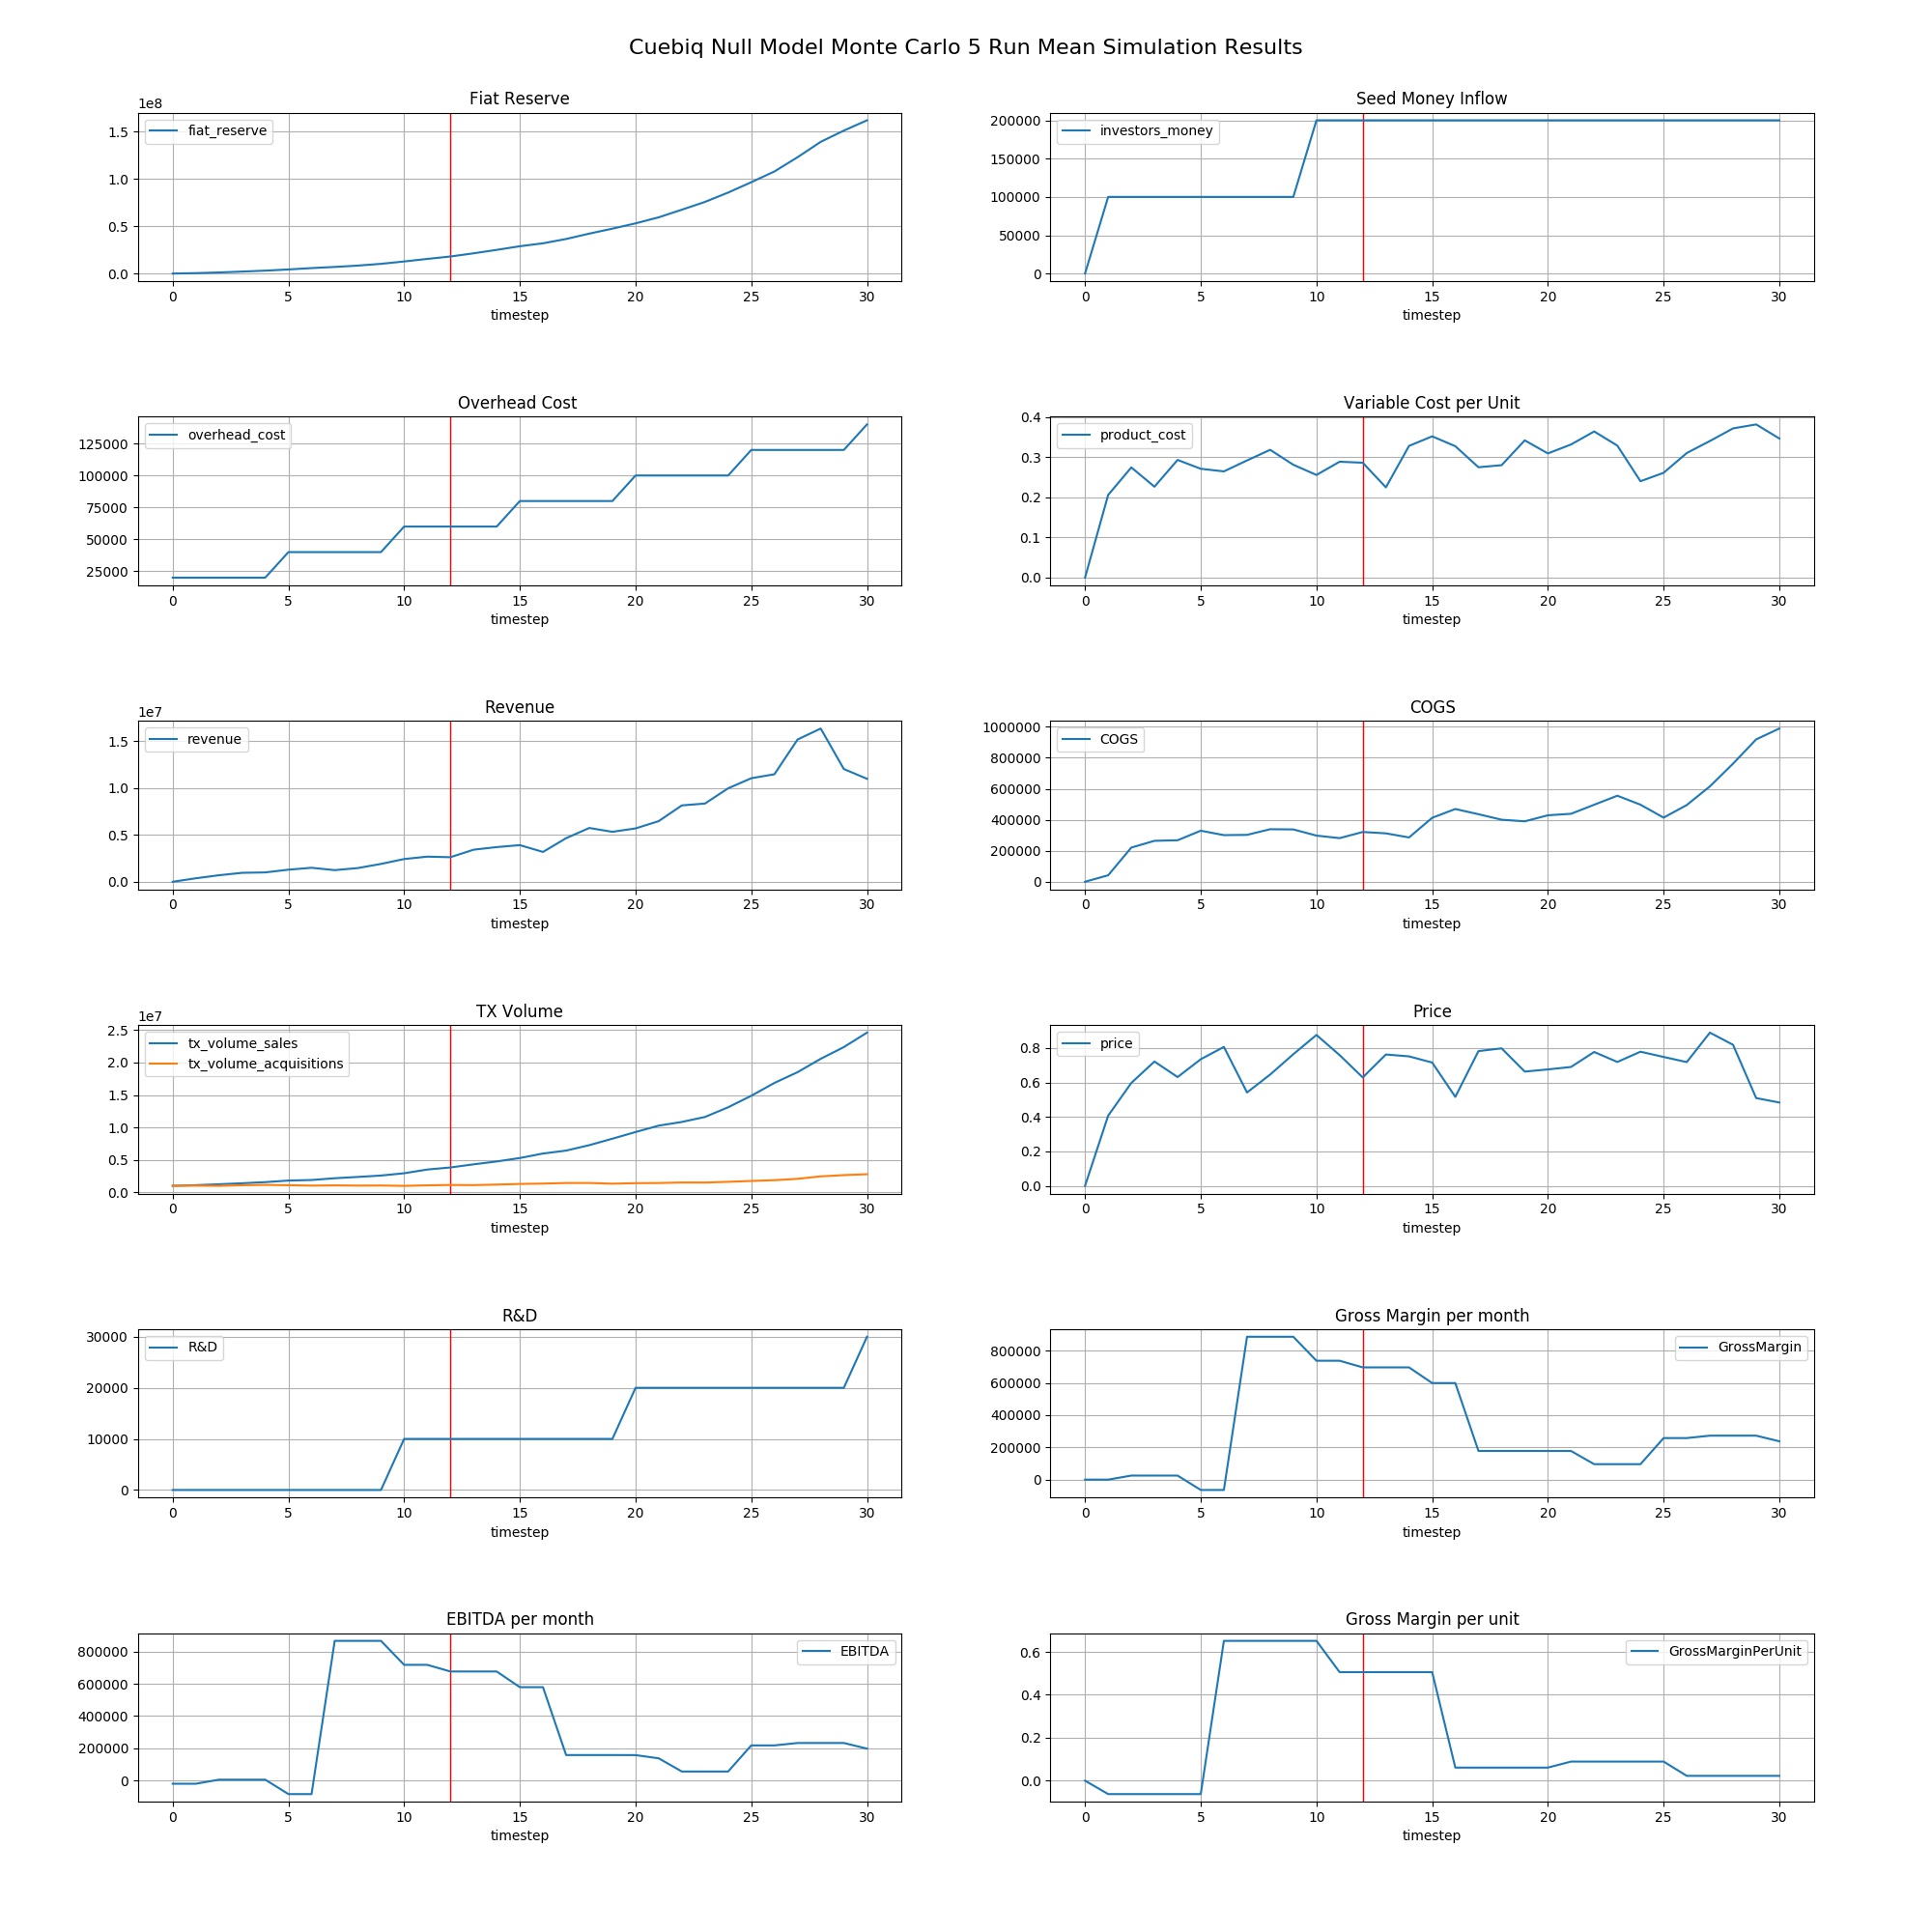 Cuebiq Null Model Monte Carlo 5 Run Mean Simulation Results
Fiat Reserve
1e8
fiat_reserve
1.5
1.0
0.5
0.0
0 5 10 15 20 25 30
timestep
Seed Money Inflow
investors_money
200000
150000
100000
50000
0
0 5 10 15 20 25 30
timestep
Overhead Cost
overhead_cost
125000
100000
75000
50000
25000
0 5 10 15 20 25 30
timestep
Variable Cost per Unit
product_cost
0.4
0.3
0.2
0.1
0.0
0 5 10 15 20 25 30
timestep
Revenue
1e7
revenue
1.5
1.0
0.5
0.0
0 5 10 15 20 25 30
timestep
COGS
COGS
1000000
800000
600000
400000
200000
0
0 5 10 15 20 25 30
timestep
TX Volume
1e7
tx_volume_sales
tx_volume_acquisitions
2.5
2.0
1.5
1.0
0.5
0.0
0 5 10 15 20 25 30
timestep
Price
price
0.8
0.6
0.4
0.2
0.0
0 5 10 15 20 25 30
timestep
R&D
R&D
30000
20000
10000
0
0 5 10 15 20 25 30
timestep
Gross Margin per month
GrossMargin
800000
600000
400000
200000
0
0 5 10 15 20 25 30
timestep
EBITDA per month
EBITDA
800000
600000
400000
200000
0
0 5 10 15 20 25 30
timestep
Gross Margin per unit
GrossMarginPerUnit
0.6
0.4
0.2
0.0
0 5 10 15 20 25 30
timestep